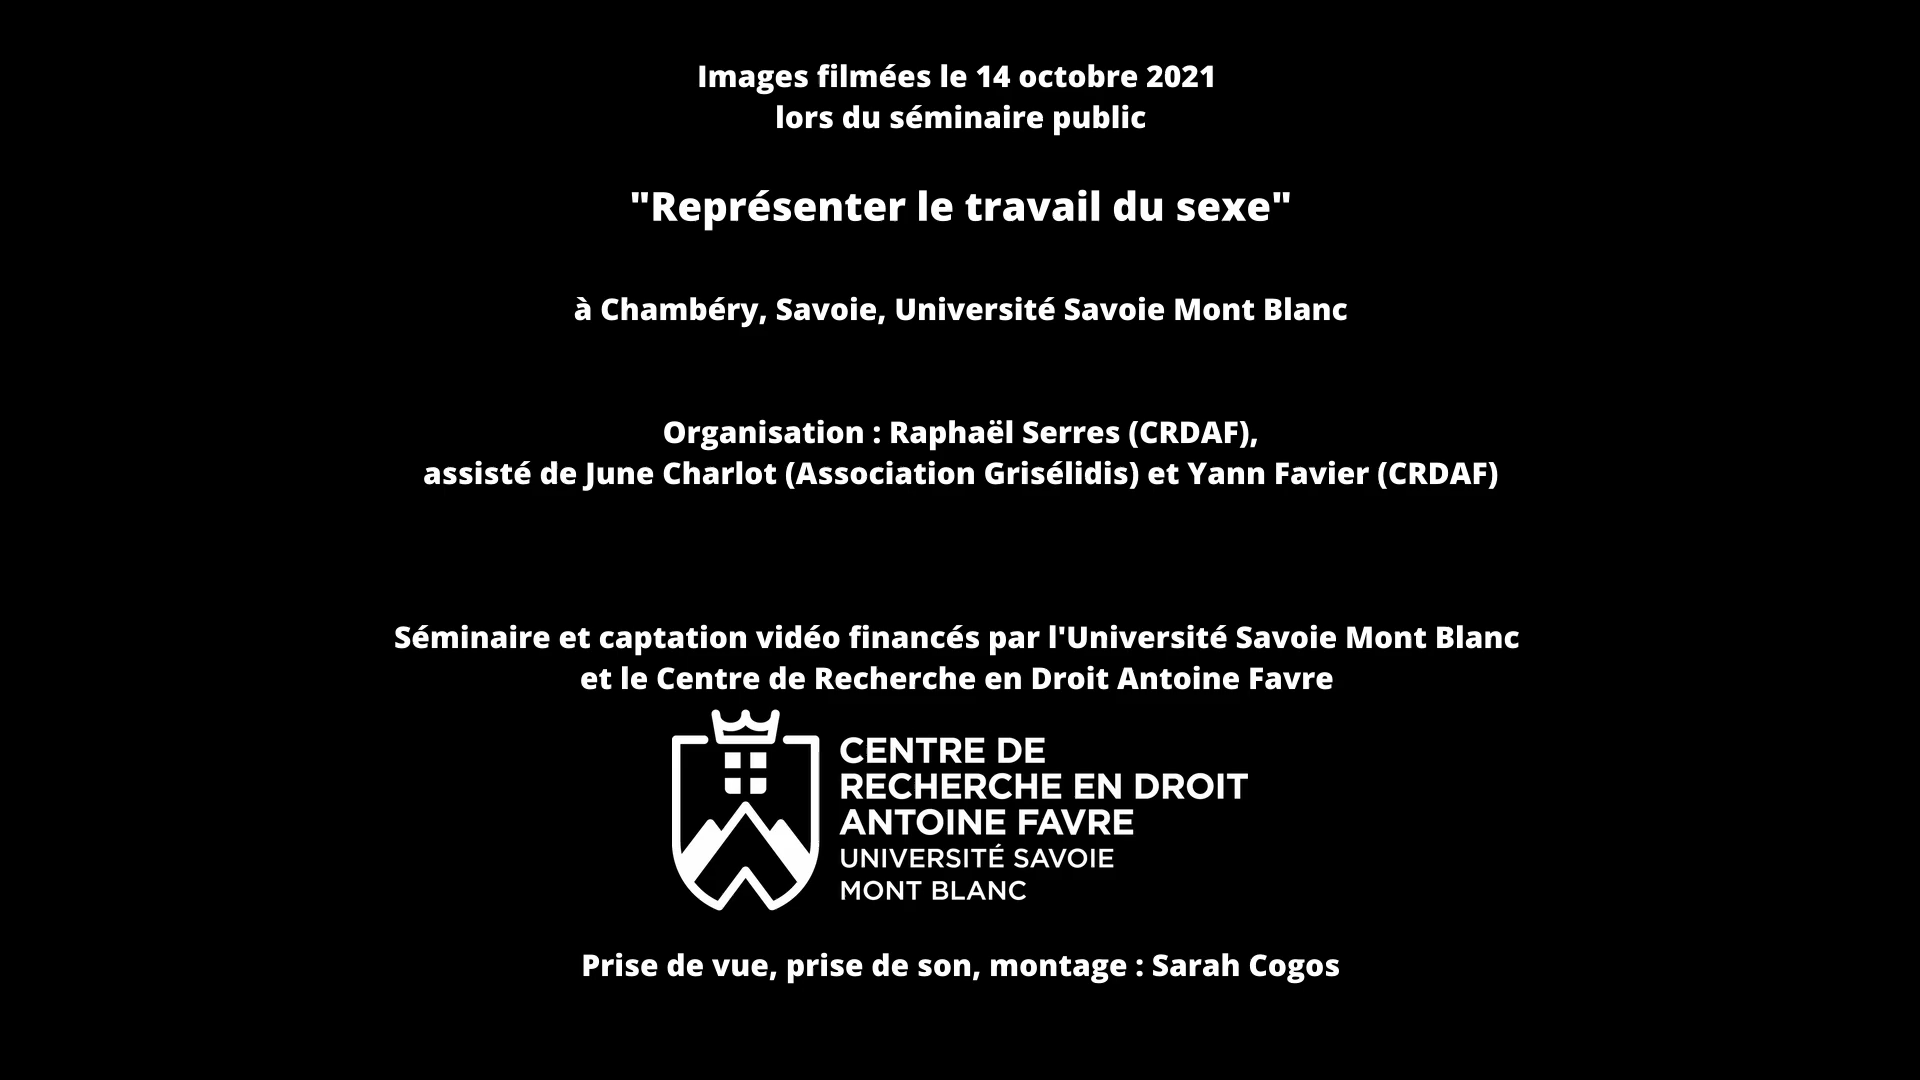 Images filmées le 14 octobre 2021
lors du séminaire public
"Représenter le travail du sexe"
à Chambéry, Savoie, Université Savoie Mont Blanc
Organisation : Raphaël Serres (CRDAF),
assisté de June Charlot (Association Grisélidis) et Yann Favier (CRDAF)
Séminaire et captation vidéo financés par l'Université Savoie Mont Blanc
et le Centre de Recherche en Droit Antoine Favre
CENTRE DE
RECHERCHE EN DROIT
ANTOINE FAVRE
UNIVERSITÉ SAVOIE
MONT BLANC
Prise de vue, prise de son, montage : Sarah Cogos